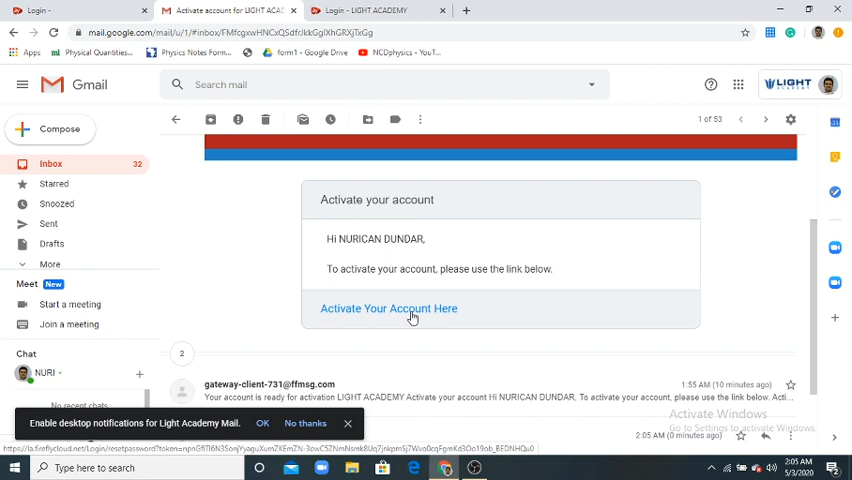 Login -
Activate account for LIGHT ACADE
Login - LIGHT ACADEMY
mail.google.com/mail/u/1/#inbox/FMfcgxwHNCxQSdfrJkkGglXhGRXjTxGg
Apps
Physical Quantities...
Physics Notes Form...
form1 - Google Drive
NCDphysics - YouT...
Gmail
Search mail
LIGHT
Compose
1 of 53
Inbox 32
Starred
Snoozed
Sent
Drafts
More
Meet New
Start a meeting
Join a meeting
Chat
NURI
No recent chats
Activate your account
Hi NURICAN DUNDAR,
To activate your account, please use the link below.
Activate Your Account Here
2
gateway-client-731@ffmsg.com 1:55 AM (10 minutes ago)
Your account is ready for activation LIGHT ACADEMY Activate your account Hi NURICAN DUNDAR, To activate your account, please use the link below. Acti...
Enable desktop notifications for Light Academy Mail. OK No thanks
2:05 AM (0 minutes ago)
Activate Windows
Go to Settings to activate Windows.
Type here to search
2:05 AM
5/3/2020
2